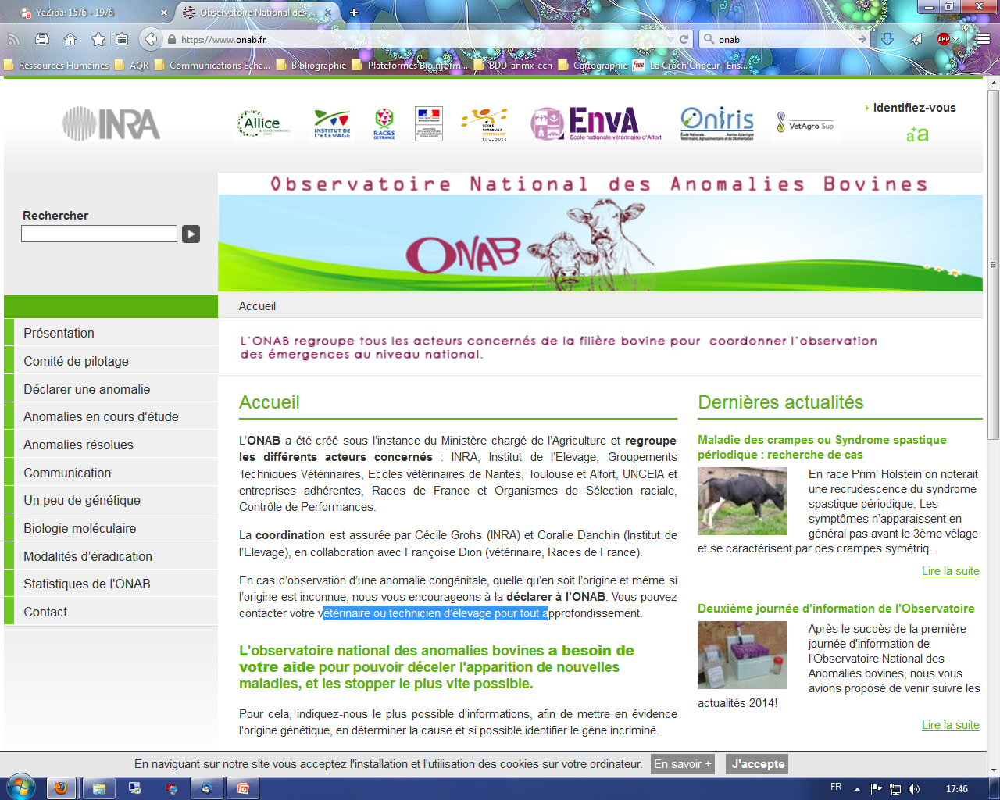 YaZiba: 15/6 - 19/6
Observatoire National des ...
https://www.onab.fr
onab
ABP
Ressources Humaines
AQR
Communications Echa...
Bibliographie
Plateformes Bioinform...
BDD-anmx-ech
Cartographie
free
La Croch'Choeur | Ens...
INRA
Allice
INSTITUT DE L'ELEVAGE
RACES DE FRANCE
ECOLE NATIONALE VETERINAIRE TOULOUSE
EnvA
École nationale vétérinaire d'Alfort
Oniris
VetAgro Sup
Identifiez-vous
a+a
Observatoire National des Anomalies Bovines
Rechercher
ONAB
Accueil
Présentation
Comité de pilotage
Déclarer une anomalie
Anomalies en cours d'étude
Anomalies résolues
Communication
Un peu de génétique
Biologie moléculaire
Modalités d'éradication
Statistiques de l'ONAB
Contact
L'ONAB regroupe tous les acteurs concernés de la filière bovine pour coordonner l'observation
des émergences au niveau national.
Accueil
L'ONAB a été créé sous l'instance du Ministère chargé de l'Agriculture et regroupe
les différents acteurs concernés : INRA, Institut de l'Elevage, Groupements
Techniques Vétérinaires, Ecoles vétérinaires de Nantes, Toulouse et Alfort, UNCEIA et
entreprises adhérentes, Races de France et Organismes de Sélection raciale,
Contrôle de Performances.
La coordination est assurée par Cécile Grohs (INRA) et Coralie Danchin (Institut de
l'Elevage), en collaboration avec Françoise Dion (vétérinaire, Races de France).
En cas d'observation d'une anomalie congénitale, quelle qu'en soit l'origine et même si
l'origine est inconnue, nous vous encourageons à la déclarer à l'ONAB. Vous pouvez
contacter votre vétérinaire ou technicien d'élevage pour tout approfondissement.
L'observatoire national des anomalies bovines a besoin de
votre aide pour pouvoir déceler l'apparition de nouvelles
maladies, et les stopper le plus vite possible.
Pour cela, indiquez-nous le plus possible d'informations, afin de mettre en évidence
l'origine génétique, en déterminer la cause et si possible identifier le gène incriminé.
Dernières actualités
Maladie des crampes ou Syndrome spastique
périodique : recherche de cas
En race Prim' Holstein on noterait
une recrudescence du syndrome
spastique périodique. Les
symptômes n'apparaissent en
général pas avant le 3ème vêlage
et se caractérisent par des crampes symétriq...
Lire la suite
Deuxième journée d'information de l'Observatoire
Après le succès de la première
journée d'information de
l'Observatoire National des
Anomalies bovines, nous vous
avions proposé de venir suivre les
actualités 2014!
Lire la suite
En naviguant sur notre site vous acceptez l'installation et l'utilisation des cookies sur votre ordinateur.
En savoir +
J'accepte
FR
17:46